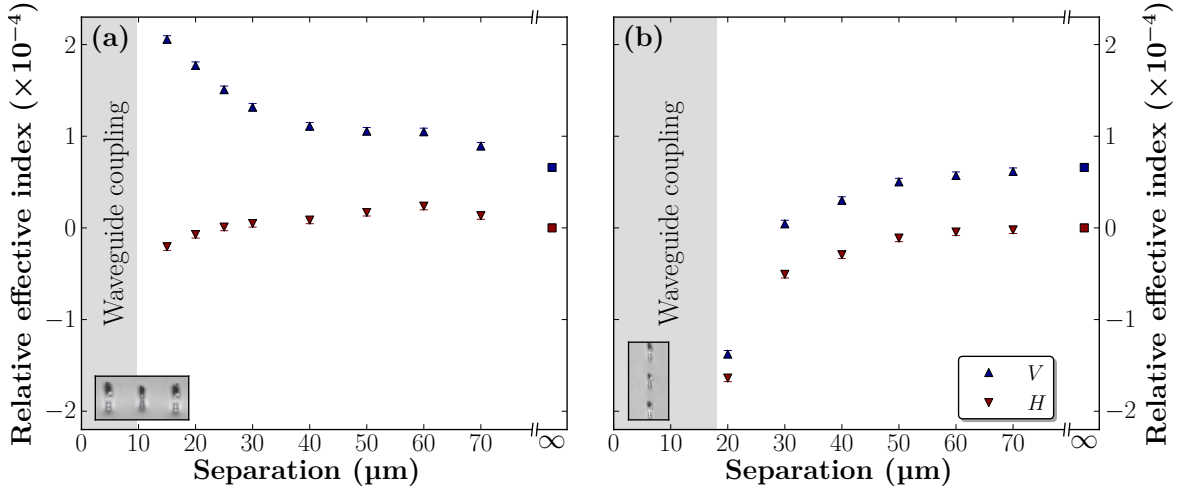 (a)
Relative effective index (×10⁻⁴)
2
1
0
−1
−2
Waveguide coupling
0 10 20 30 40 50 60 70 ∞
Separation (µm)
(b)
Waveguide coupling
V
H
0 10 20 30 40 50 60 70 ∞
Separation (µm)
2
1
0
−1
−2
Relative effective index (×10⁻⁴)